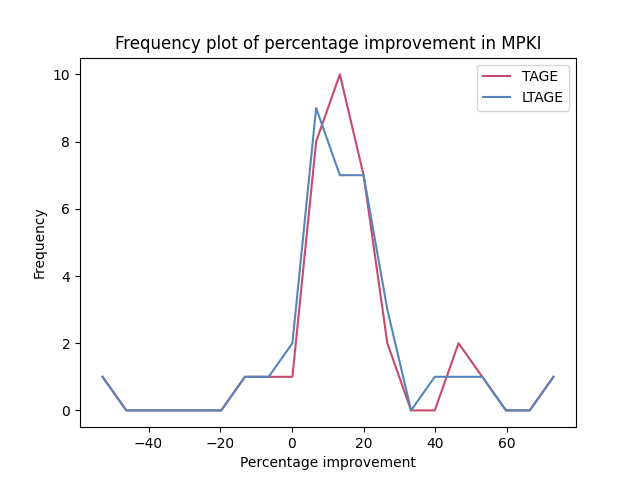 Frequency plot of percentage improvement in MPKI
TAGE
LTAGE
10
8
6
4
2
0
Frequency
−40
−20
0
20
40
60
Percentage improvement